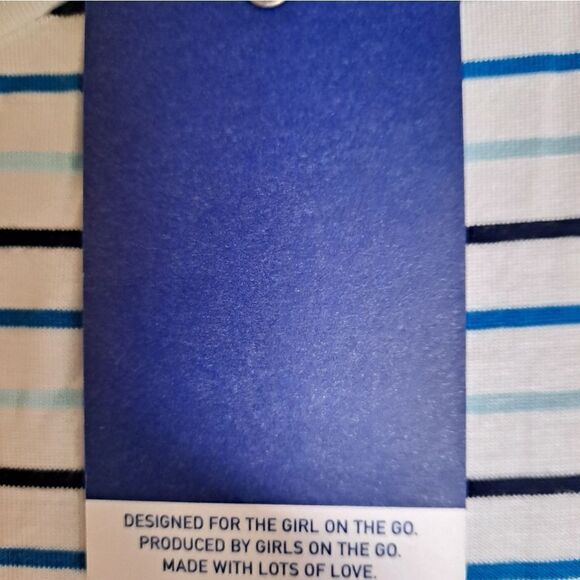 DESIGNED FOR THE GIRL ON THE GO.
PRODUCED BY GIRLS ON THE GO.
MADE WITH LOTS OF LOVE.